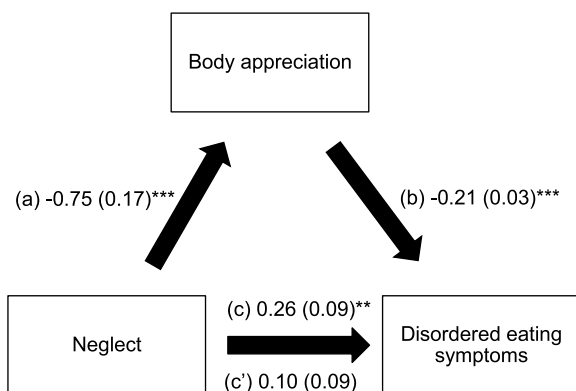 Body appreciation
(a) -0.75 (0.17)***
(b) -0.21 (0.03)***
(c) 0.26 (0.09)**
Neglect
Disordered eating
symptoms
(c') 0.10 (0.09)